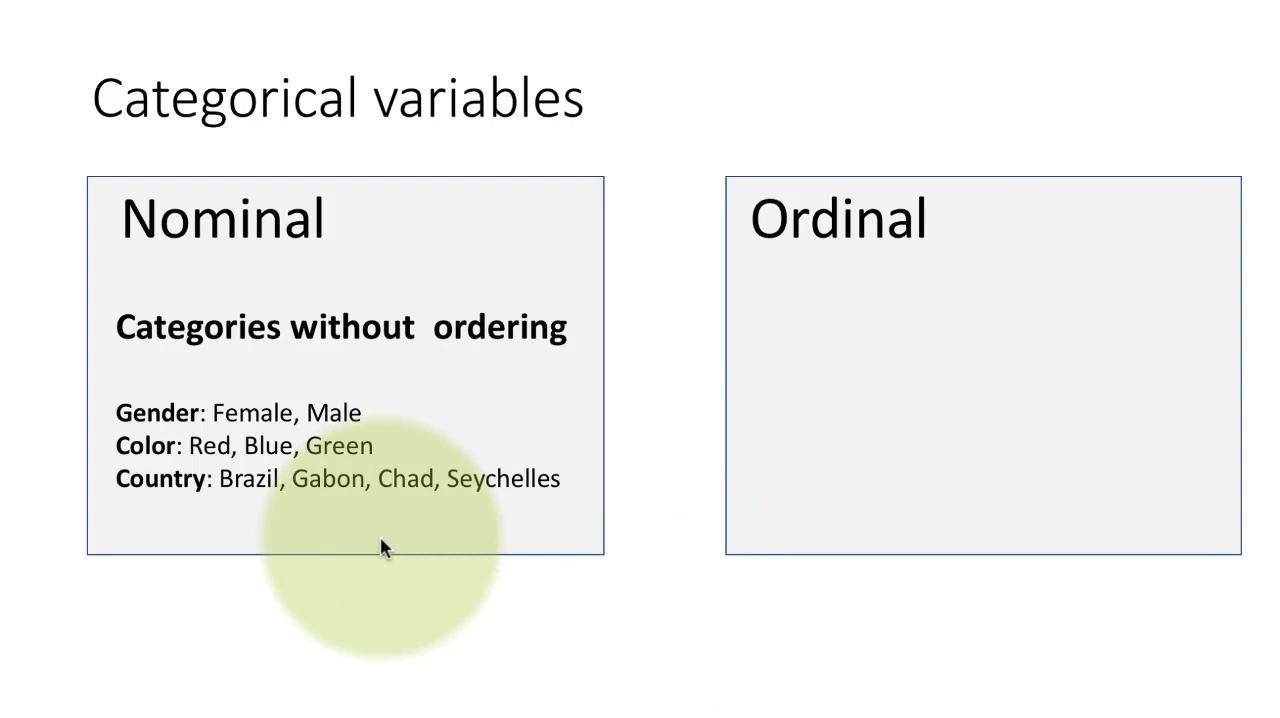 Categorical variables
Nominal
Categories without  ordering
Gender: Female, Male
Color: Red, Blue, Green
Country: Brazil, Gabon, Chad, Seychelles
Ordinal